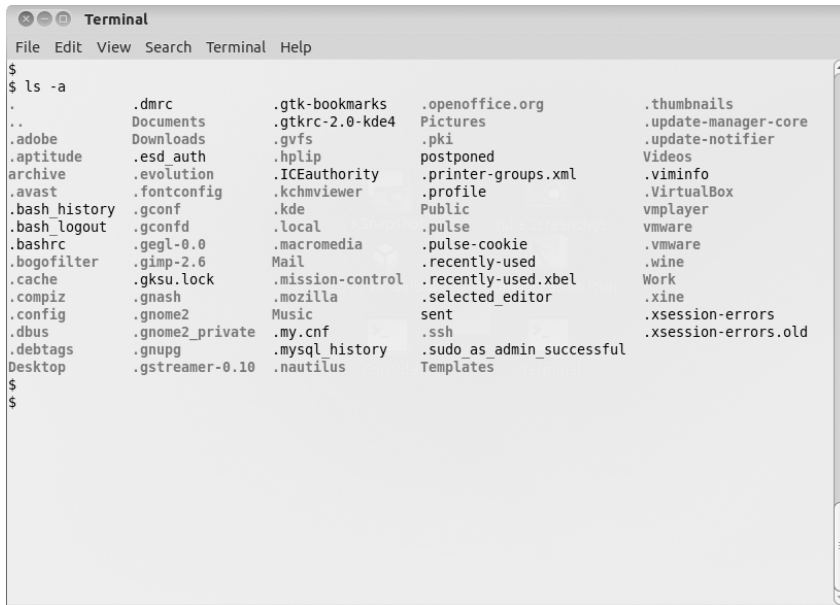 Terminal
File Edit View Search Terminal Help
$
$ ls -a
. .dmrc .gtk-bookmarks .openoffice.org .thumbnails
.. Documents .gtkrc-2.0-kde4 Pictures .update-manager-core
.adobe Downloads .gvfs .pki .update-notifier
.aptitude .esd_auth .hplip postponed Videos
archive .evolution .ICEauthority .printer-groups.xml .viminfo
.avast .fontconfig .kchmviewer .profile .VirtualBox
.bash_history .gconf .kde Public vmplayer
.bash_logout .gconfd .local .pulse vmware
.bashrc .gegl-0.0 .macromedia .pulse-cookie .vmware
.bogofilter .gimp-2.6 Mail .recently-used .wine
.cache .gksu.lock .mission-control .recently-used.xbel Work
.compiz .gnash .mozilla .selected_editor .xine
.config .gnome2 Music sent .xsession-errors
.dbus .gnome2_private .my.cnf .ssh .xsession-errors.old
.debtags .gnupg .mysql_history .sudo_as_admin_successful
Desktop .gstreamer-0.10 .nautilus Templates
$
$